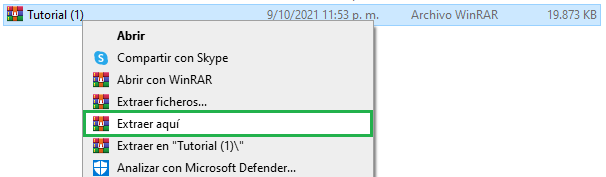 Tutorial (1) 9/10/2021 11:53 p. m. Archivo WinRAR 19.873 KB
Abrir
Compartir con Skype
Abrir con WinRAR
Extraer ficheros...
Extraer aquí
Extraer en "Tutorial (1)\"
Analizar con Microsoft Defender...